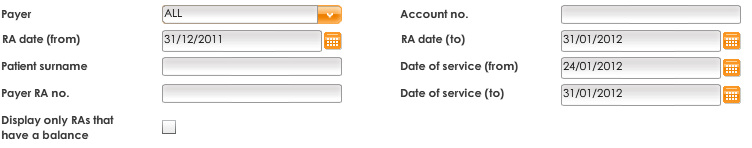 Payer ALL Account no.
RA date (from) 31/12/2011 RA date (to) 31/01/2012
Patient surname Date of service (from) 24/01/2012
Payer RA no. Date of service (to) 31/01/2012
Display only RAs that
have a balance